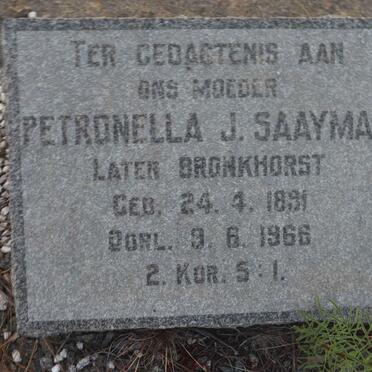 TER GEDAGTENIS AAN
ONS MOEDER
PETRONELLA J. SAAYMA
LATER BRONKHORST
GEB. 24. 4. 1891
OORL. 9. 6. 1966
2. KOR. 5:1.